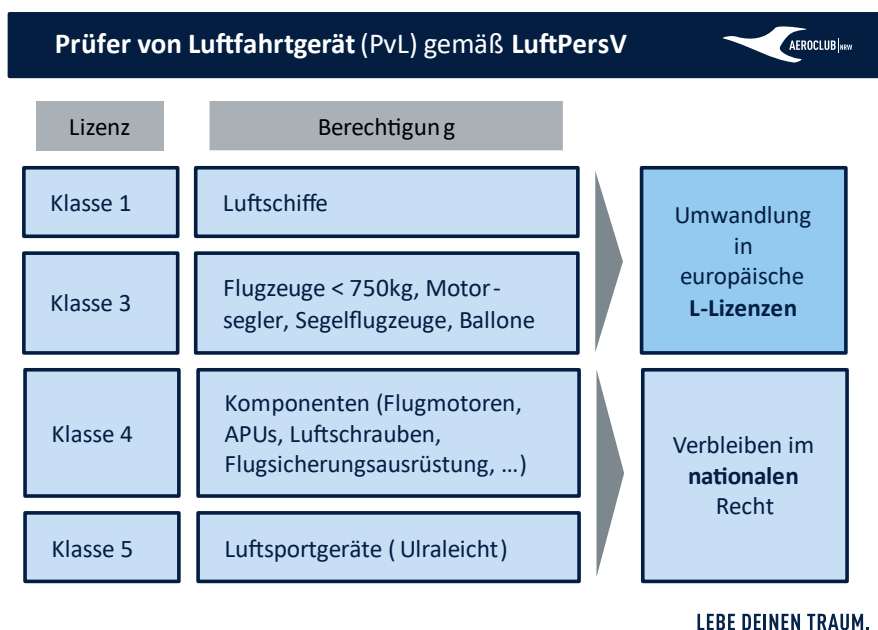 Prüfer von Luftfahrtgerät (PvL) gemäß LuftPersV
AEROCLUB|NRW
Lizenz
Berechtigung
Klasse 1
Luftschiffe
Klasse 3
Flugzeuge < 750kg, Motor-
segler, Segelflugzeuge, Ballone
Umwandlung
in
europäische
L-Lizenzen
Klasse 4
Komponenten (Flugmotoren,
APUs, Luftschrauben,
Flugsicherungsausrüstung, ...)
Klasse 5
Luftsportgeräte (Ulraleicht)
Verbleiben im
nationalen
Recht
LEBE DEINEN TRAUM.